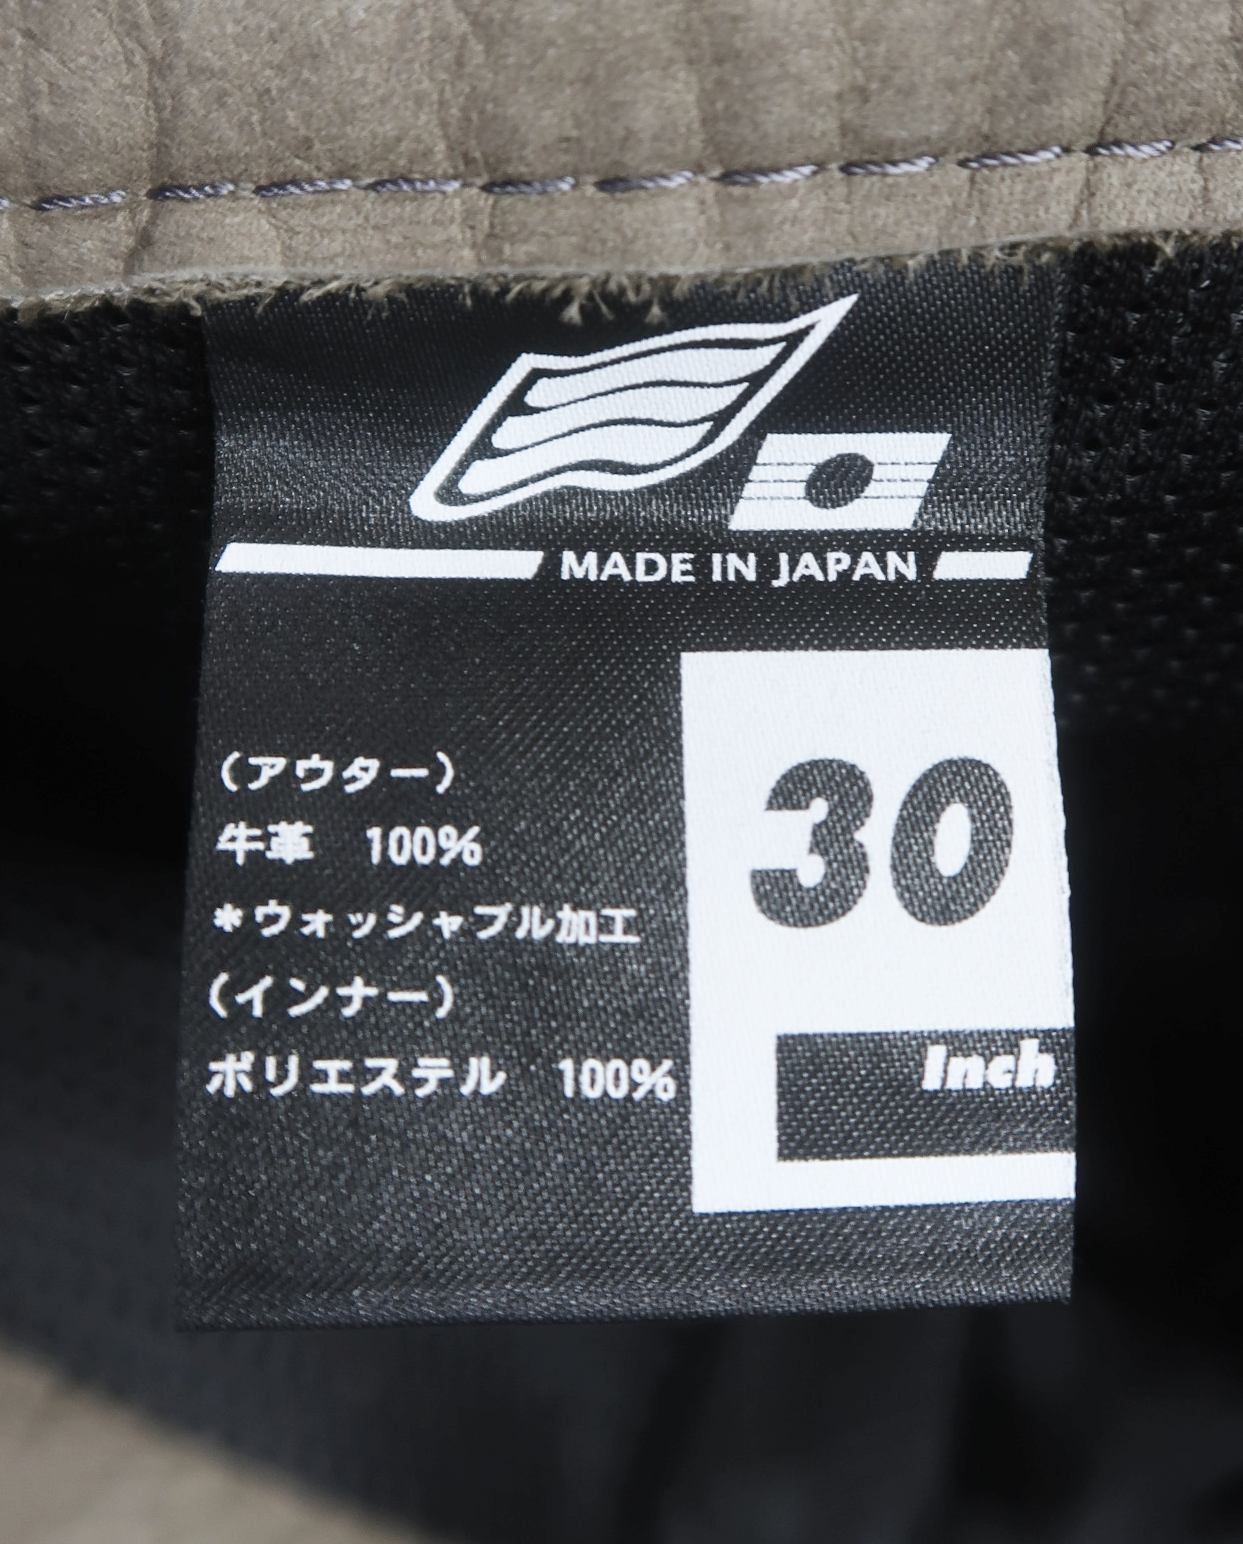 MADE IN JAPAN
(アウター)
牛革　100%
*ウォッシャブル加工
(インナー)
ポリエステル　100%
30
Inch